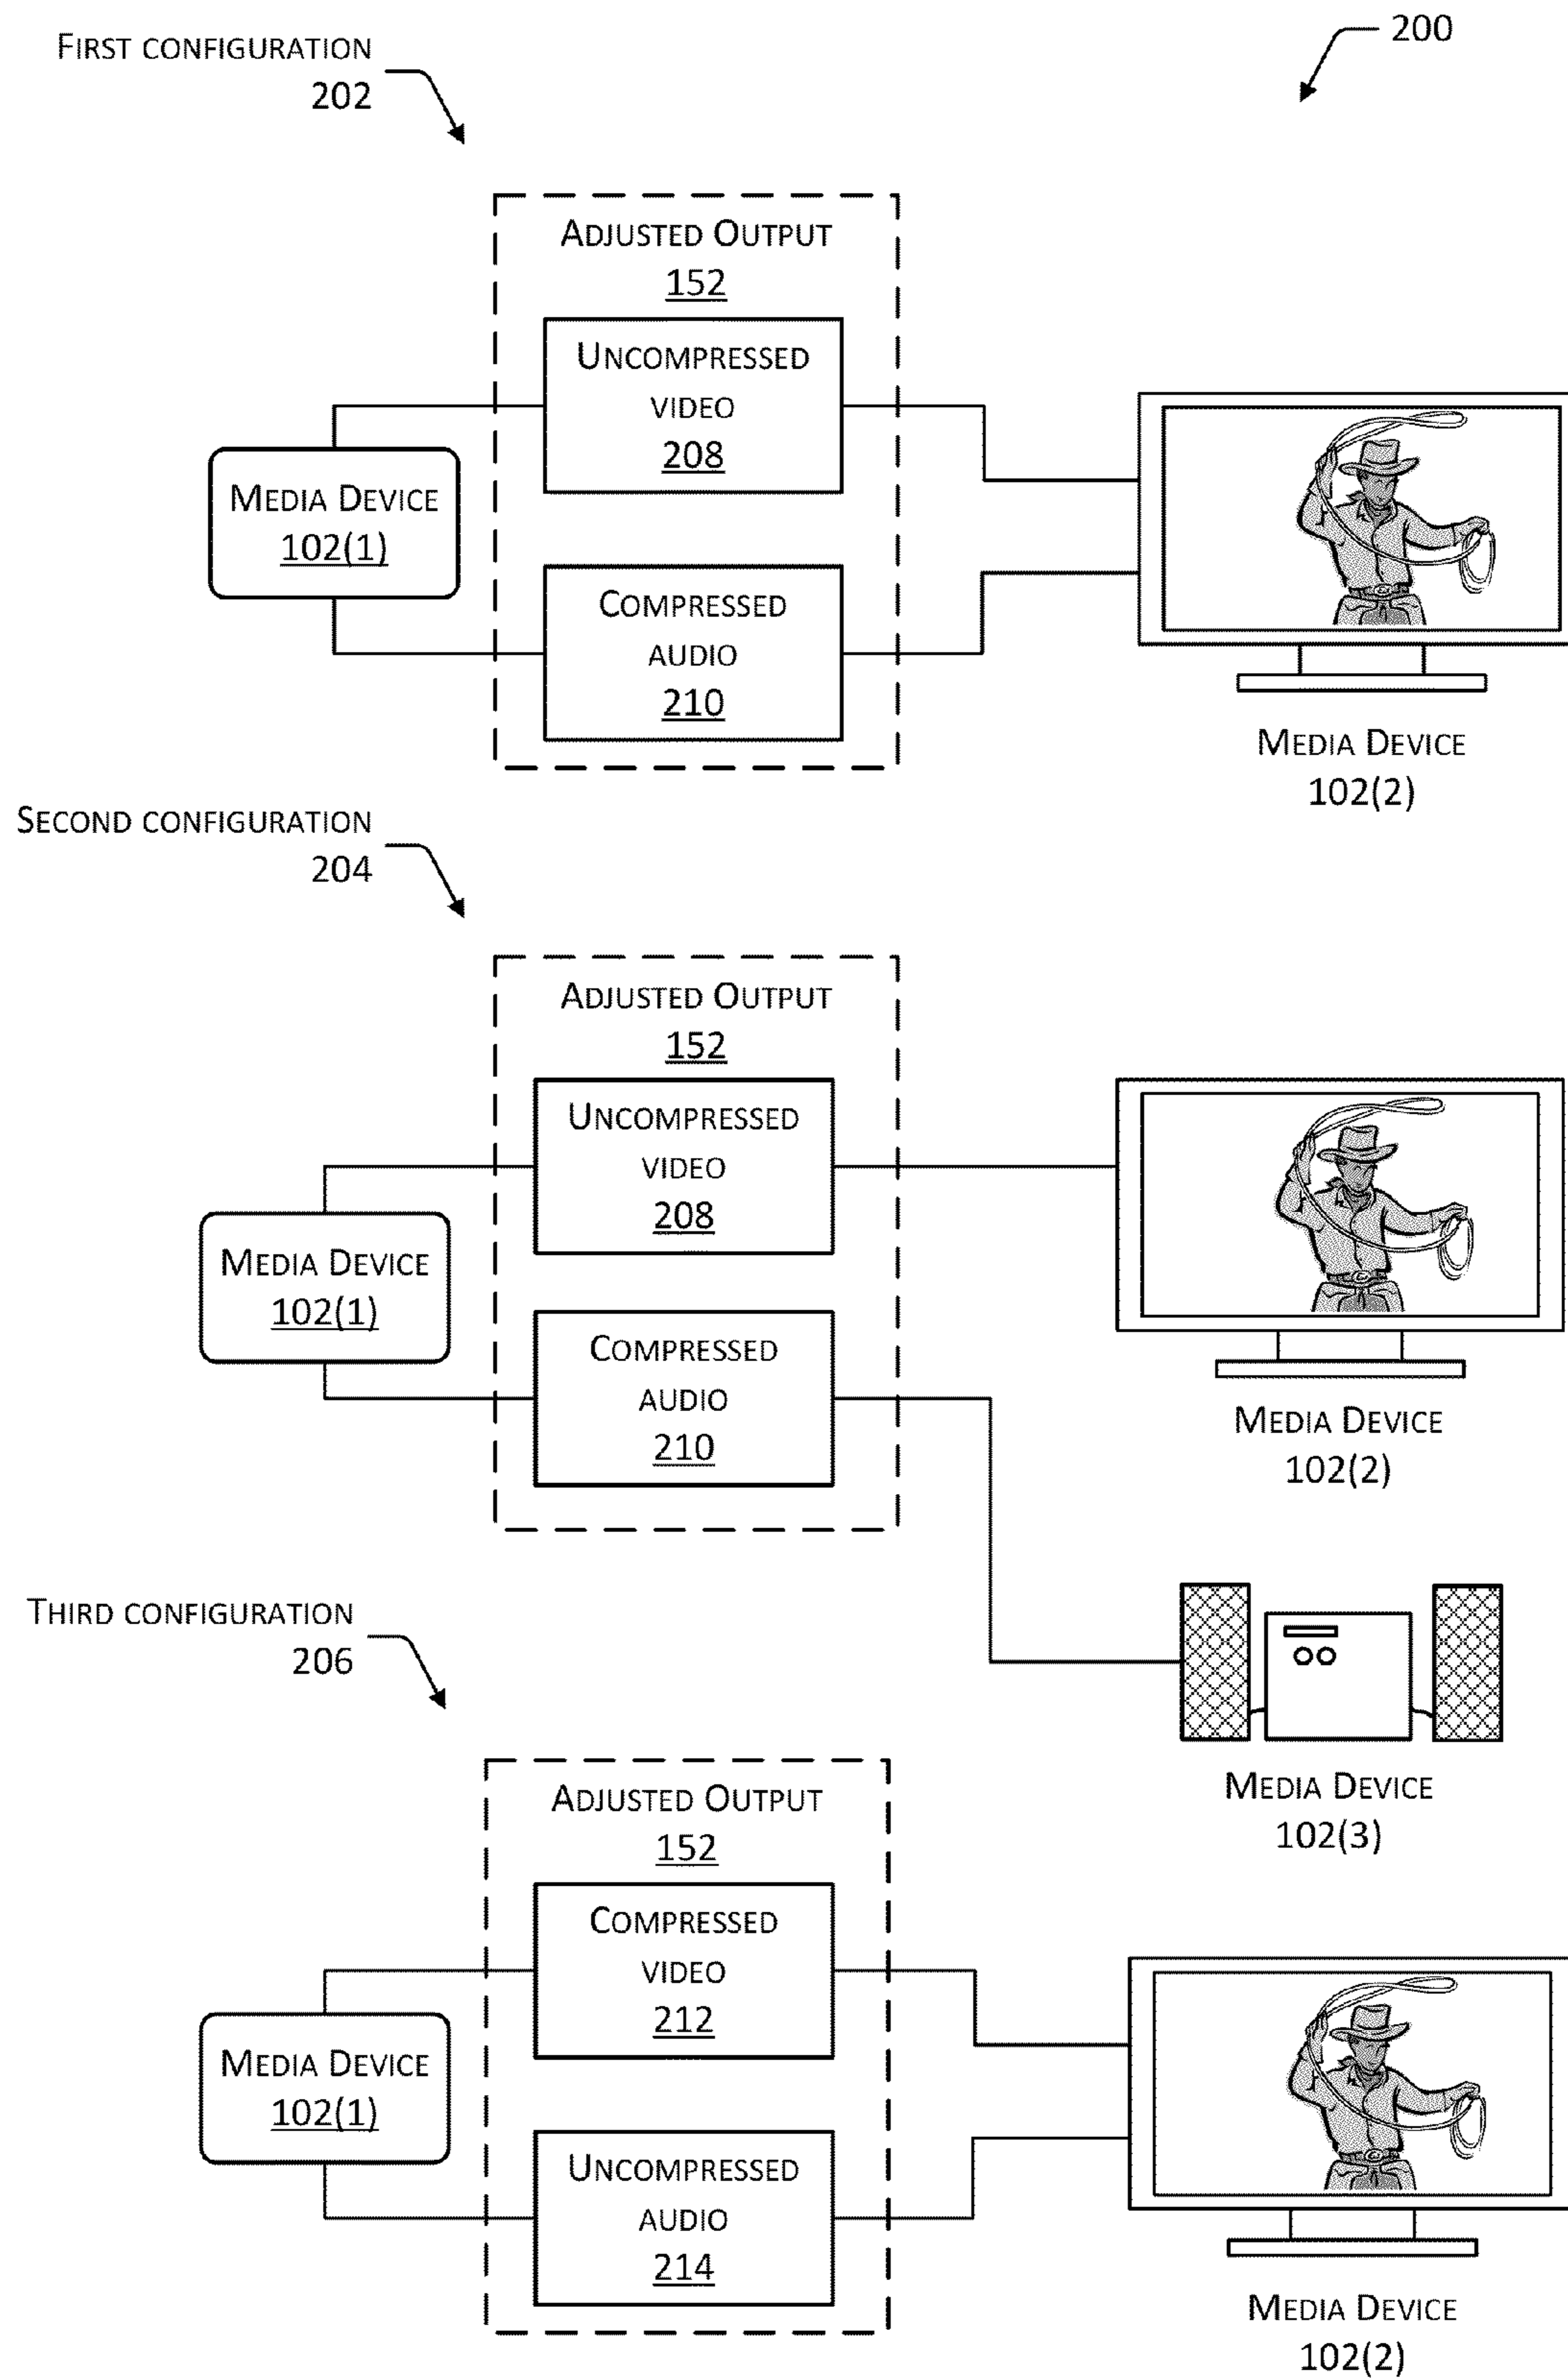 200
FIRST CONFIGURATION
202
ADJUSTED OUTPUT
152
UNCOMPRESSED
VIDEO
208
MEDIA DEVICE
102(1)
COMPRESSED
AUDIO
210
MEDIA DEVICE
102(2)
SECOND CONFIGURATION
204
ADJUSTED OUTPUT
152
UNCOMPRESSED
VIDEO
208
MEDIA DEVICE
102(1)
COMPRESSED
AUDIO
210
MEDIA DEVICE
102(2)
MEDIA DEVICE
102(3)
THIRD CONFIGURATION
206
ADJUSTED OUTPUT
152
COMPRESSED
VIDEO
212
MEDIA DEVICE
102(1)
UNCOMPRESSED
AUDIO
214
MEDIA DEVICE
102(2)